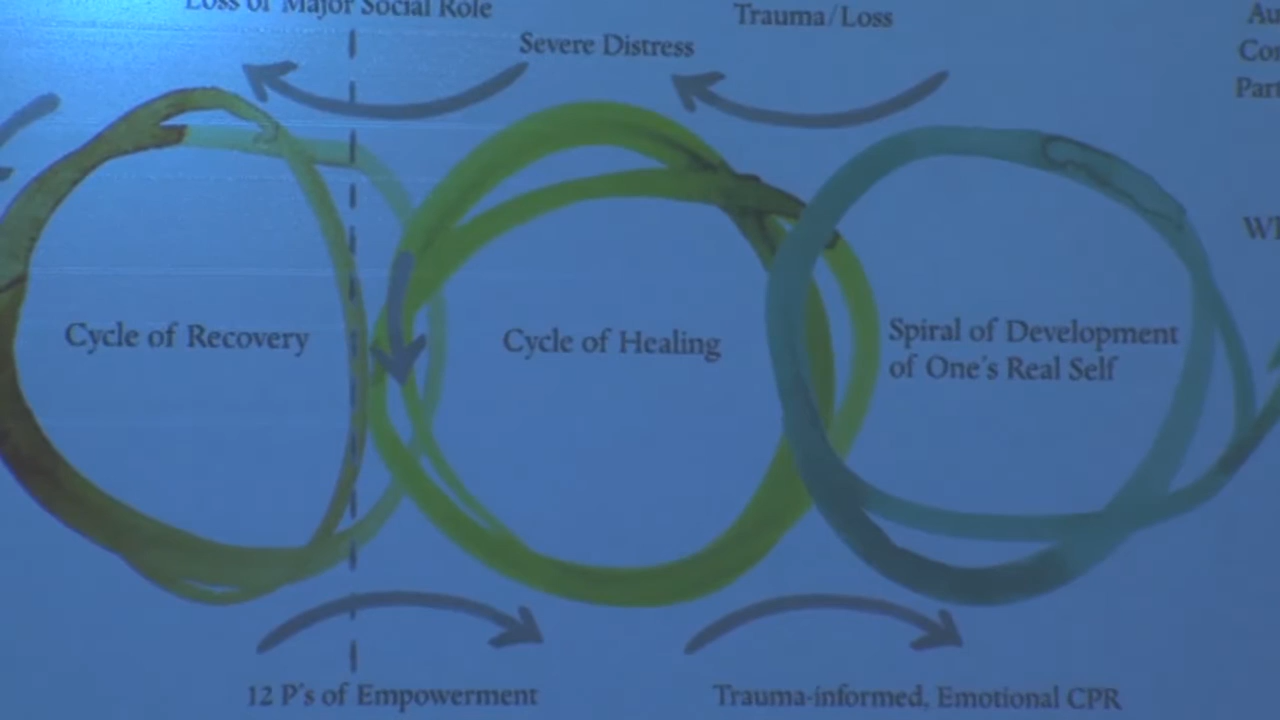 Loss of Major Social Role
Trauma/Loss
Severe Distress
Cycle of Recovery
Cycle of Healing
Spiral of Development
of One's Real Self
12 P's of Empowerment
Trauma-informed, Emotional CPR